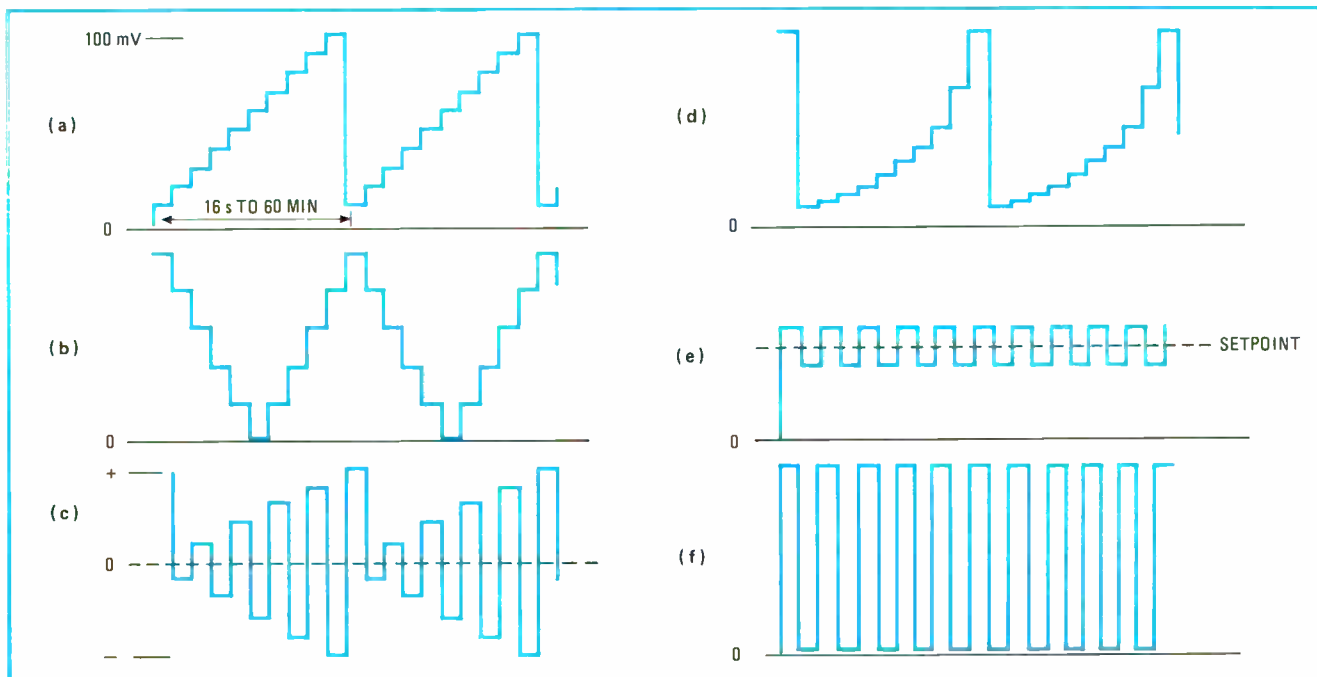 100 mV
(a)
16 s TO 60 MIN
0
(b)
0
+
(c)
0
–
(d)
0
(e)
SETPOINT
0
(f)
0